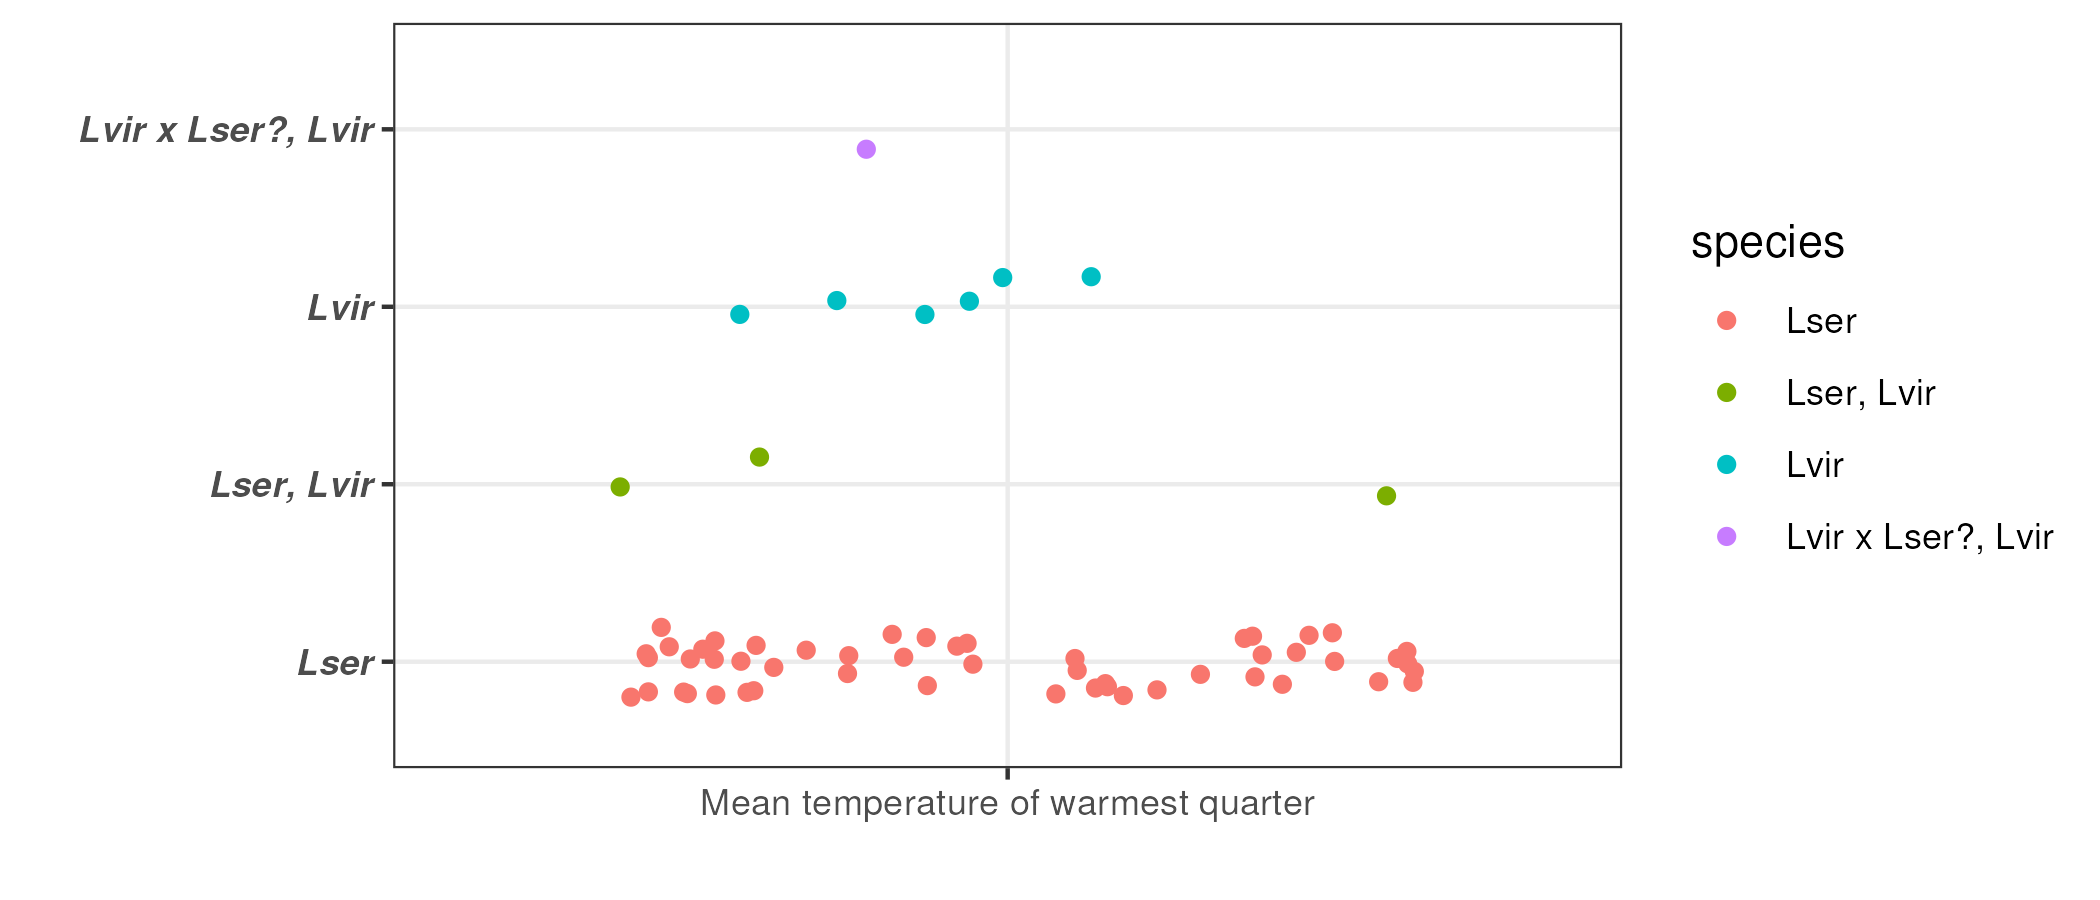 Lvir x Lser?, Lvir
Lvir
Lser, Lvir
Lser
Mean temperature of warmest quarter
species
Lser
Lser, Lvir
Lvir
Lvir x Lser?, Lvir